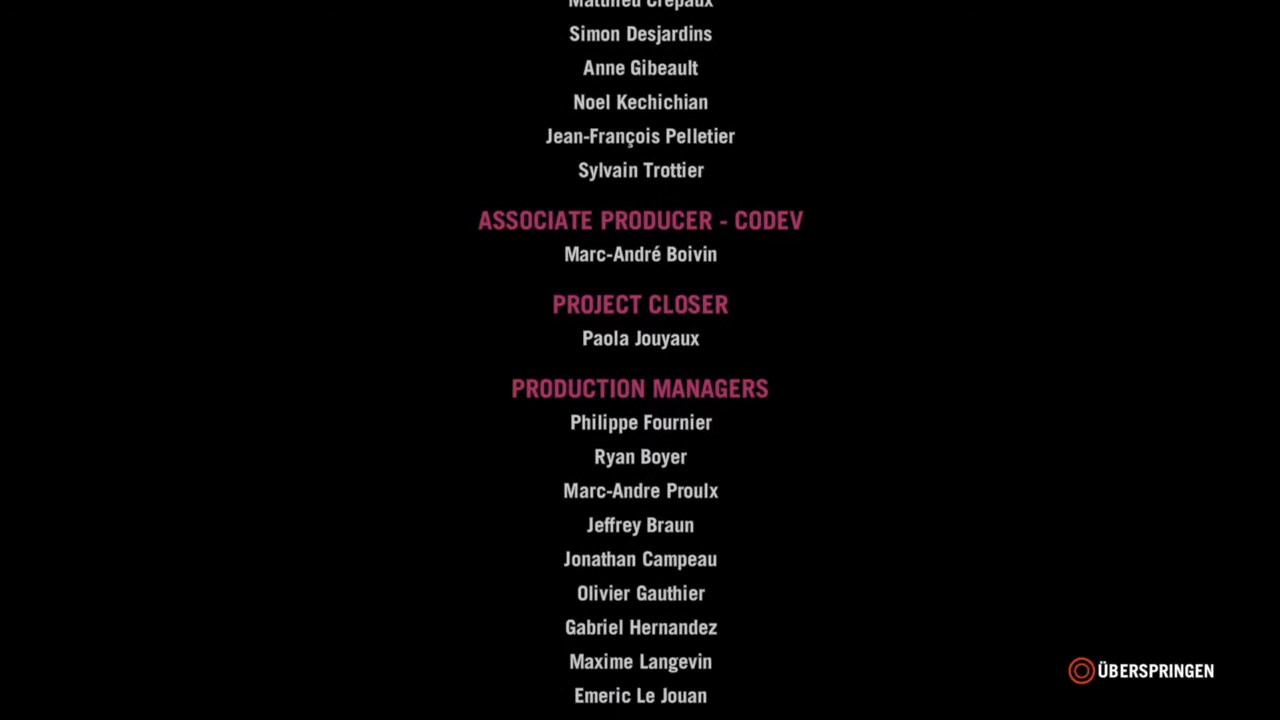 Matthieu Crepaux
Simon Desjardins
Anne Gibeault
Noel Kechichian
Jean-François Pelletier
Sylvain Trottier
ASSOCIATE PRODUCER - CODEV
Marc-André Boivin
PROJECT CLOSER
Paola Jouyaux
PRODUCTION MANAGERS
Philippe Fournier
Ryan Boyer
Marc-Andre Proulx
Jeffrey Braun
Jonathan Campeau
Olivier Gauthier
Gabriel Hernandez
Maxime Langevin
Emeric Le Jouan
ÜBERSPRINGEN